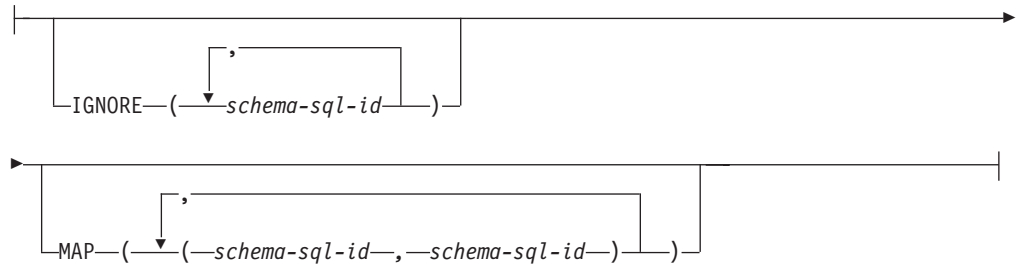 ,
IGNORE ( schema-sql-id )
,
MAP ( ( schema-sql-id , schema-sql-id ) )